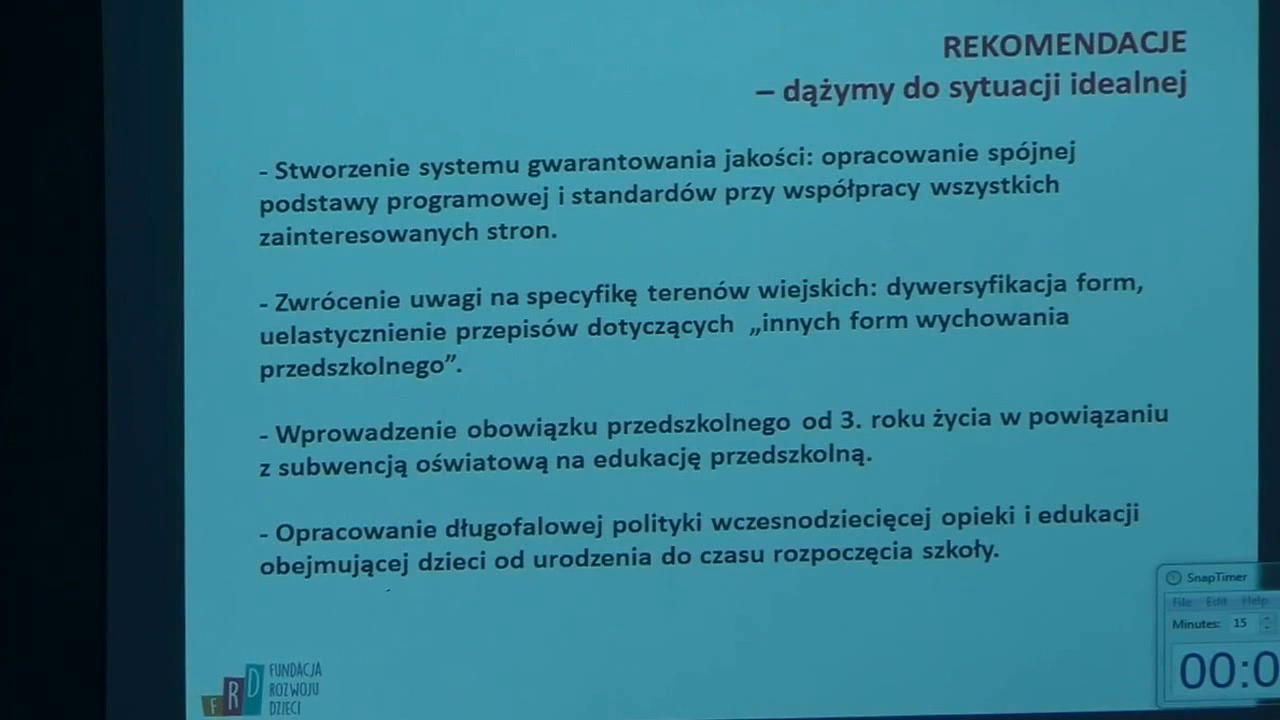 REKOMENDACJE
– dążymy do sytuacji idealnej
- Stworzenie systemu gwarantowania jakości: opracowanie spójnej
podstawy programowej i standardów przy współpracy wszystkich
zainteresowanych stron.
- Zwrócenie uwagi na specyfikę terenów wiejskich: dywersyfikacja form,
uelastycznienie przepisów dotyczących „innych form wychowania
przedszkolnego”.
- Wprowadzenie obowiązku przedszkolnego od 3. roku życia w powiązaniu
z subwencją oświatową na edukację przedszkolną.
- Opracowanie długofalowej polityki wczesnodziecięcej opieki i edukacji
obejmującej dzieci od urodzenia do czasu rozpoczęcia szkoły.
FRD
FUNDACJA
ROZWOJU
DZIECI
SnapTimer
File Edit Help
Minutes: 15
00:0